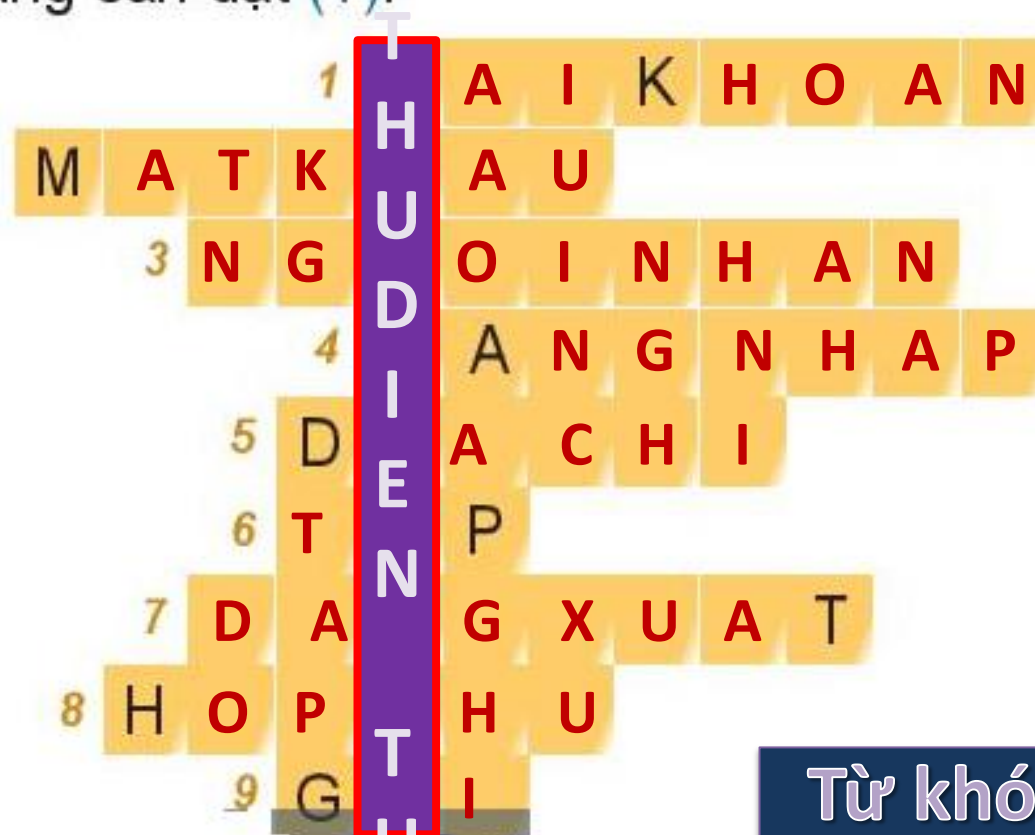 1 A I K H O A N
M A T K A U
3 N G O I N H A N
4 A N G N H A P
5 D A C H I
6 T P
7 D A G X U A T
8 H O P H U
9 G I
T
H
U
D
I
E
N
T
Từ khó